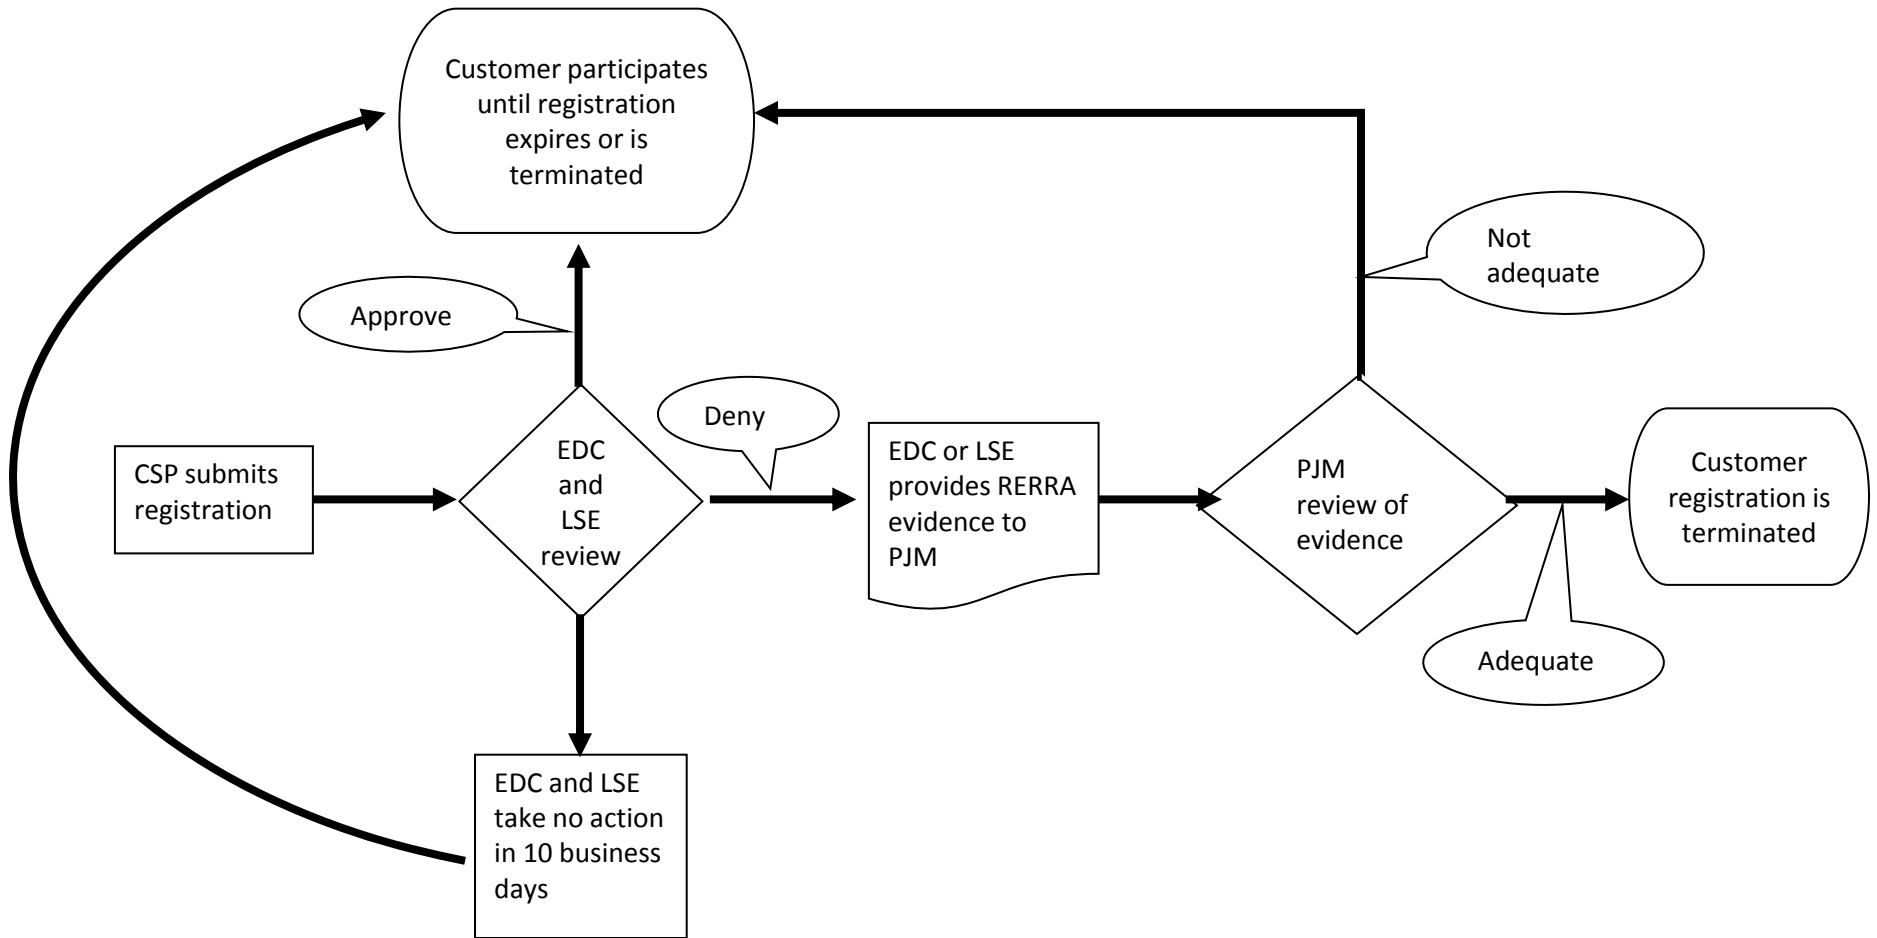 Customer participates
until registration
expires or is
terminated
Not
adequate
Approve
Deny
CSP submits
registration
EDC
and
LSE
review
EDC or LSE
provides RERRA
evidence to
PJM
PJM
review of
evidence
Customer
registration is
terminated
Adequate
EDC and LSE
take no action
in 10 business
days